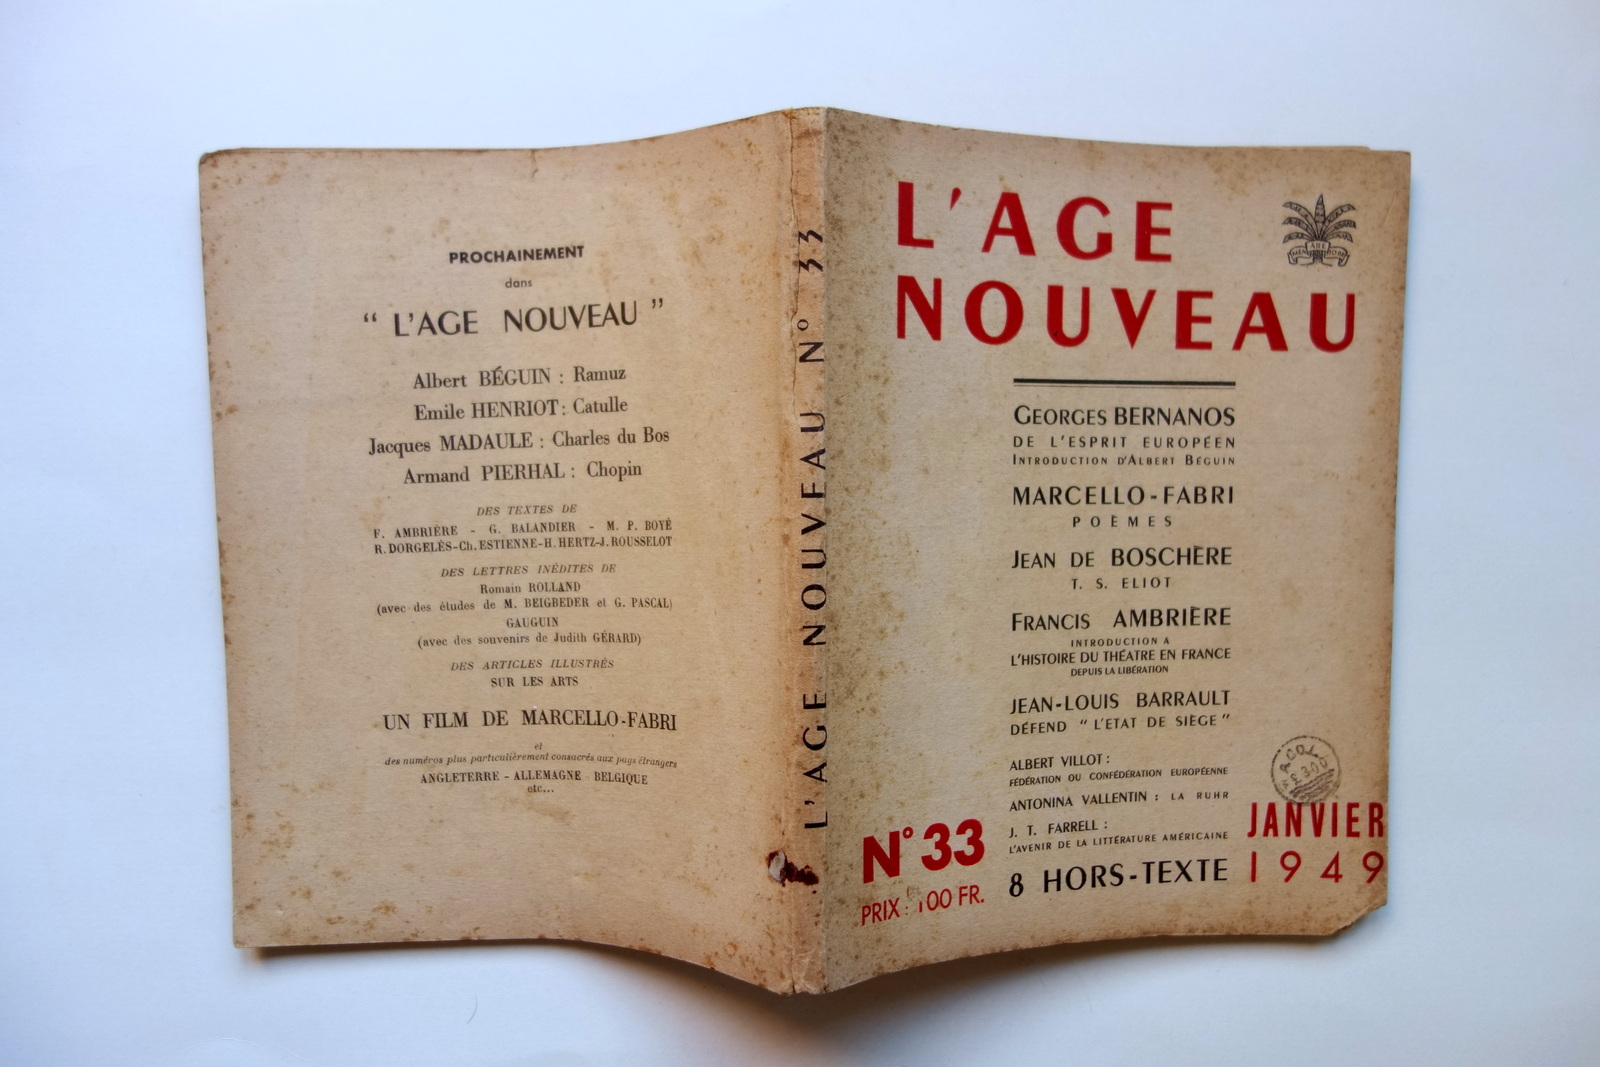 PROCHAINEMENT
dans
“ L'AGE NOUVEAU ”
Albert BÉGUIN : Ramuz
Emile HENRIOT : Catulle
Jacques MADAULE : Charles du Bos
Armand PIERHAL : Chopin
DES TEXTES DE
F. AMBRIÈRE - G. BALANDIER - M. P. BOYÉ
R. DORGELÈS-Ch. ESTIENNE-H. HERTZ-J. ROUSSELOT
DES LETTRES INÉDITES DE
Romain ROLLAND
(avec des études de M. BEIGBEDER et G. PASCAL)
GAUGUIN
(avec des souvenirs de Judith GÉRARD)
DES ARTICLES ILLUSTRÉS
SUR LES ARTS
UN FILM DE MARCELLO-FABRI
et
des numéros plus particulièrement consacrés aux pays étrangers
ANGLETERRE - ALLEMAGNE - BELGIQUE
etc...
L'AGE NOUVEAU N° 33
L'AGE
NOUVEAU
GEORGES BERNANOS
DE L'ESPRIT EUROPÉEN
INTRODUCTION D'ALBERT BÉGUIN
MARCELLO-FABRI
POÈMES
JEAN DE BOSCHÈRE
T. S. ELIOT
FRANCIS AMBRIÈRE
INTRODUCTION A
L'HISTOIRE DU THÉATRE EN FRANCE
DEPUIS LA LIBÉRATION
JEAN-LOUIS BARRAULT
DÉFEND “ L'ETAT DE SIÈGE ”
ALBERT VILLOT :
FÉDÉRATION OU CONFÉDÉRATION EUROPÉENNE
ANTONINA VALLENTIN : LA RUHR
J. T. FARRELL :
L'AVENIR DE LA LITTÉRATURE AMÉRICAINE
8 HORS-TEXTE
N° 33
PRIX : 100 FR.
JANVIER
1949